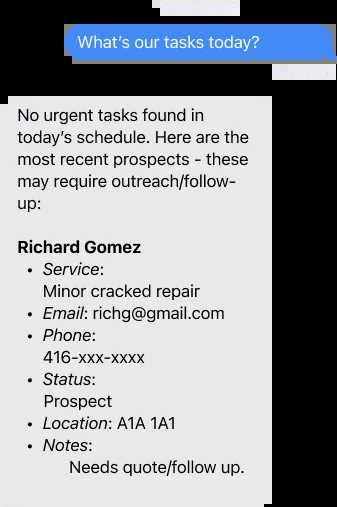 What's our tasks today?
No urgent tasks found in
today's schedule. Here are the
most recent prospects - these
may require outreach/follow-
up:
Richard Gomez
• Service:
Minor cracked repair
• Email: richg@gmail.com
• Phone:
416-xxx-xxxx
• Status:
Prospect
• Location: A1A 1A1
• Notes:
Needs quote/follow up.